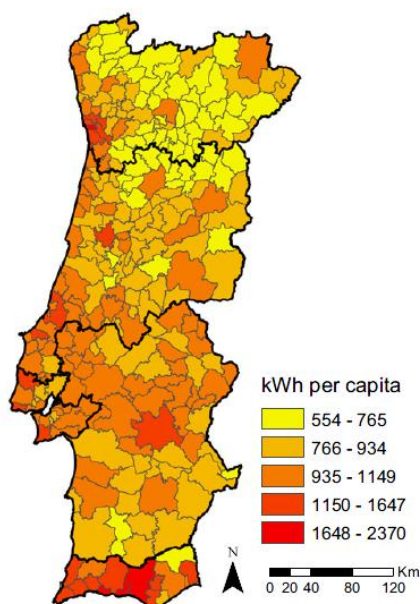 kWh per capita
554 - 765
766 - 934
935 - 1149
1150 - 1647
1648 - 2370
N
Km
0 20 40 80 120